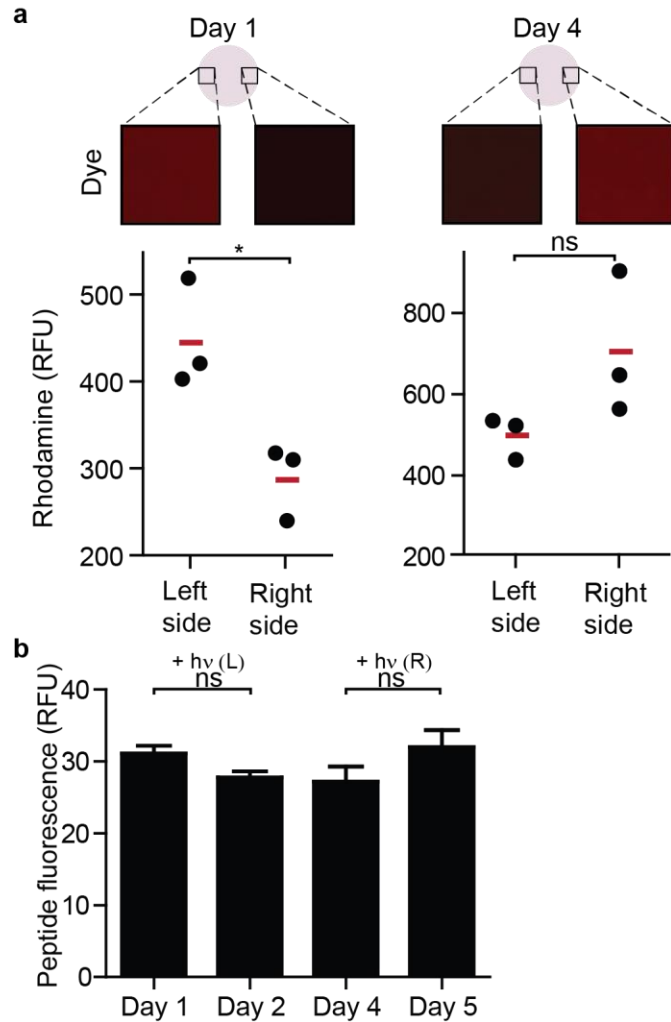 a
Day 1
Day 4
Dye
Rhodamine (RFU)
*
500
400
300
200
Left side
Right side
ns
800
600
400
200
Left side
Right side
b
Peptide fluorescence (RFU)
+ hν (L)
ns
+ hν (R)
ns
40
30
20
10
0
Day 1
Day 2
Day 4
Day 5